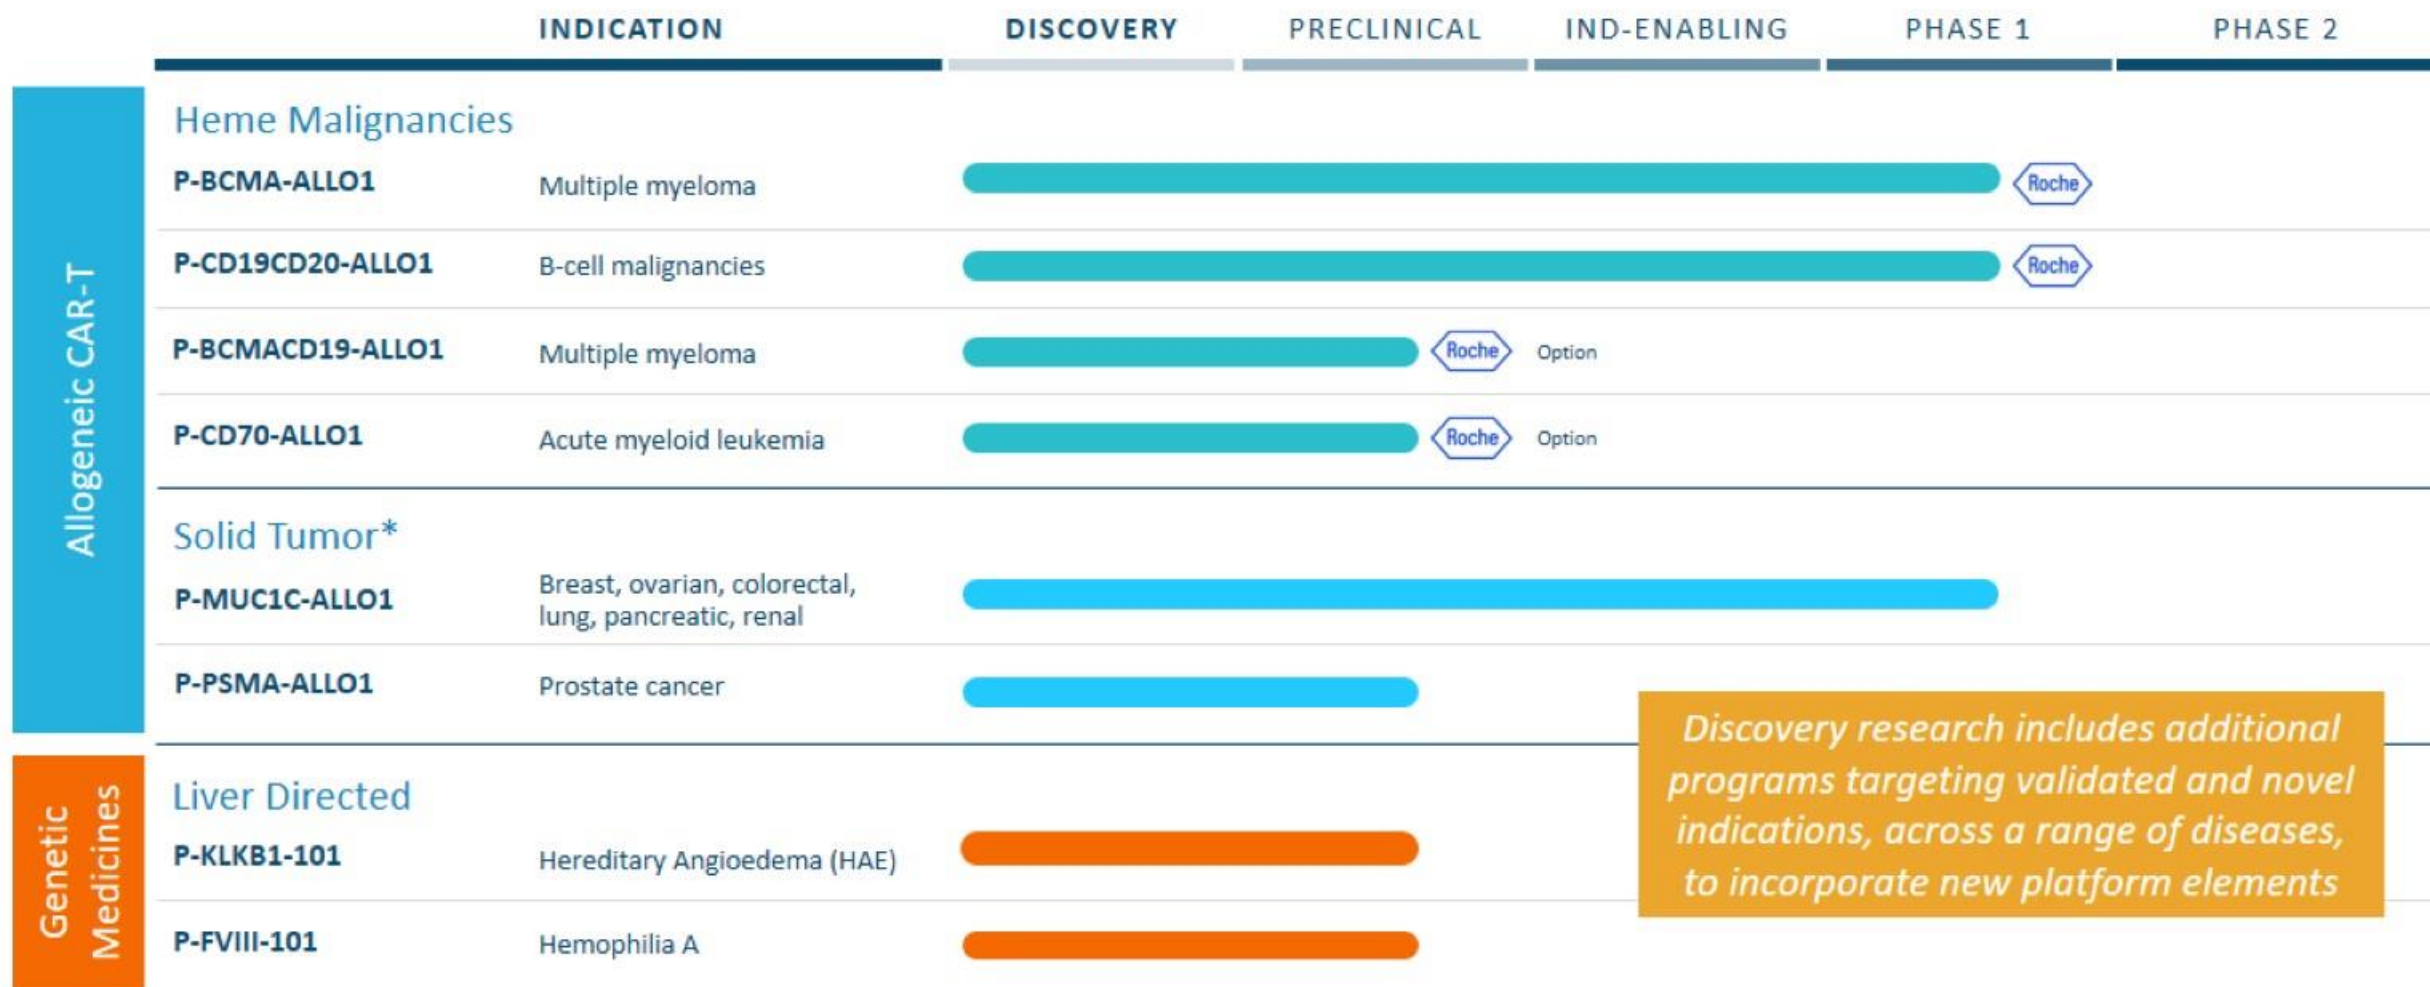 INDICATION DISCOVERY PRECLINICAL IND-ENABLING PHASE 1 PHASE 2
Allogeneic CAR-T
Heme Malignancies
P-BCMA-ALLO1 Multiple myeloma Roche
P-CD19CD20-ALLO1 B-cell malignancies Roche
P-BCMACD19-ALLO1 Multiple myeloma Roche Option
P-CD70-ALLO1 Acute myeloid leukemia Roche Option
Solid Tumor*
P-MUC1C-ALLO1 Breast, ovarian, colorectal,
lung, pancreatic, renal
P-PSMA-ALLO1 Prostate cancer
Genetic
Medicines
Liver Directed
P-KLKB1-101 Hereditary Angioedema (HAE)
P-FVIII-101 Hemophilia A
Discovery research includes additional
programs targeting validated and novel
indications, across a range of diseases,
to incorporate new platform elements